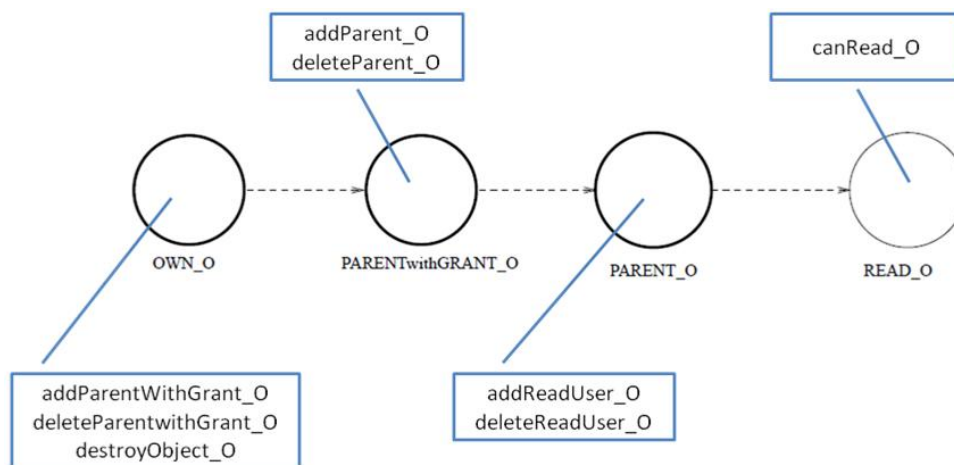 addParent_O
deleteParent_O
canRead_O
OWN_O
PARENTwithGRANT_O
PARENT_O
READ_O
addParentWithGrant_O
deleteParentwithGrant_O
destroyObject_O
addReadUser_O
deleteReadUser_O